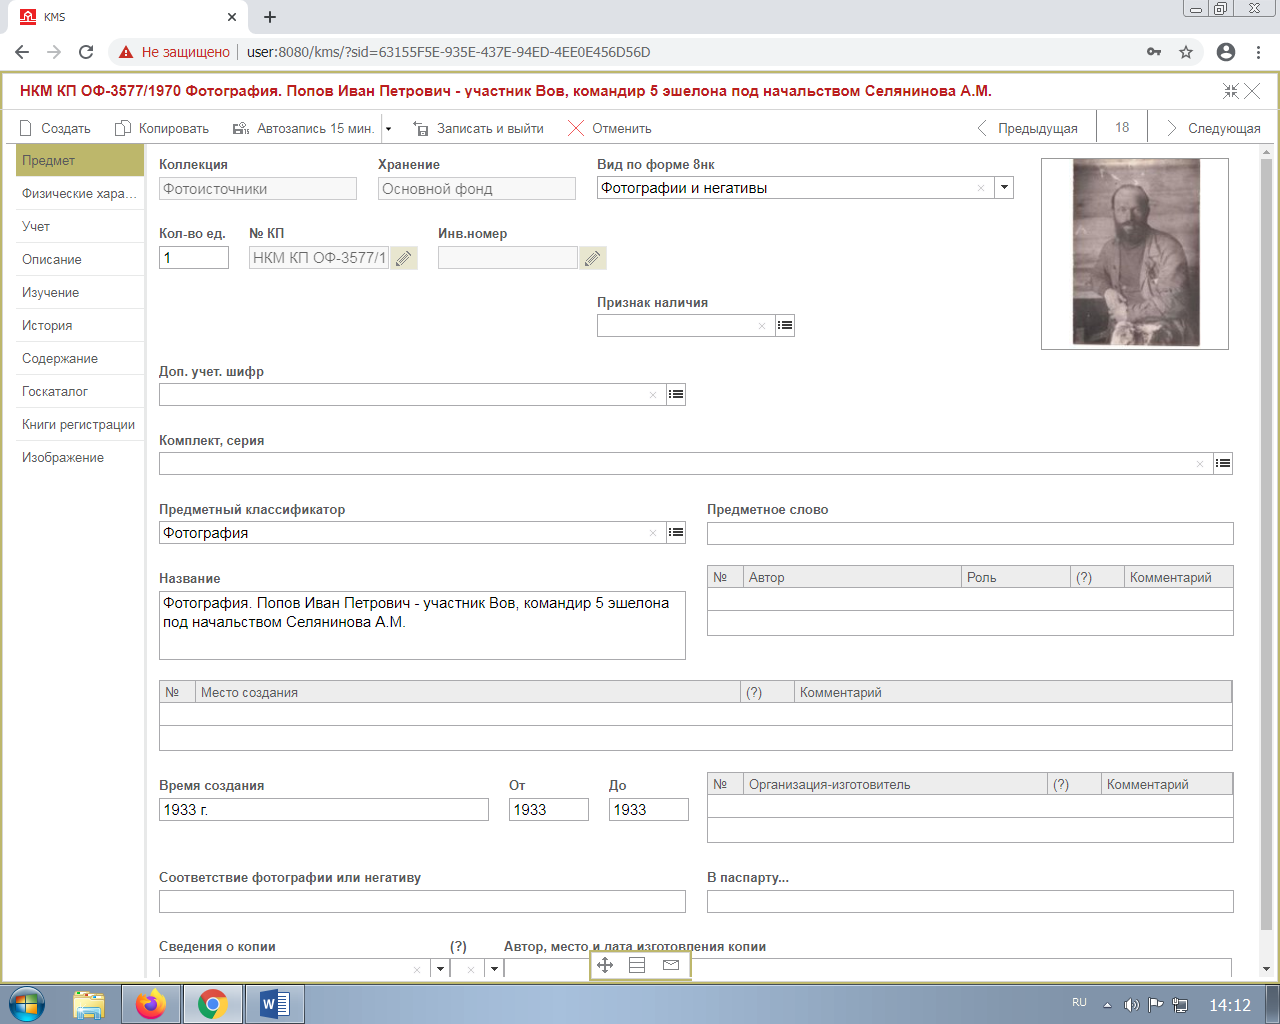 KMS
Не защищено
user:8080/kms/?sid=63155F5E-935E-437E-94ED-4EE0E456D56D
НКМ КП ОФ-3577/1970 Фотография. Попов Иван Петрович - участник Вов, командир 5 эшелона под начальством Селянинова А.М.
Создать Копировать Автозапись 15 мин. Записать и выйти Отменить Предыдущая 18 Следующая
Предмет
Физические хара...
Учет
Описание
Изучение
История
Содержание
Госкаталог
Книги регистрации
Изображение
Коллекция Хранение Вид по форме 8нк
Фотоисточники Основной фонд Фотографии и негативы
Кол-во ед. № КП Инв.номер
1 НКМ КП ОФ-3577/1
Признак наличия
Доп. учет. шифр
Комплект, серия
Предметный классификатор Предметное слово
Фотография
Название
Фотография. Попов Иван Петрович - участник Вов, командир 5 эшелона
под начальством Селянинова А.М.
№ Автор Роль (?) Комментарий
№ Место создания (?) Комментарий
Время создания От До
1933 г. 1933 1933
№ Организация-изготовитель (?) Комментарий
Соответствие фотографии или негативу В паспарту...
Сведения о копии (?) Автор, место и дата изготовления копии
RU 14:12